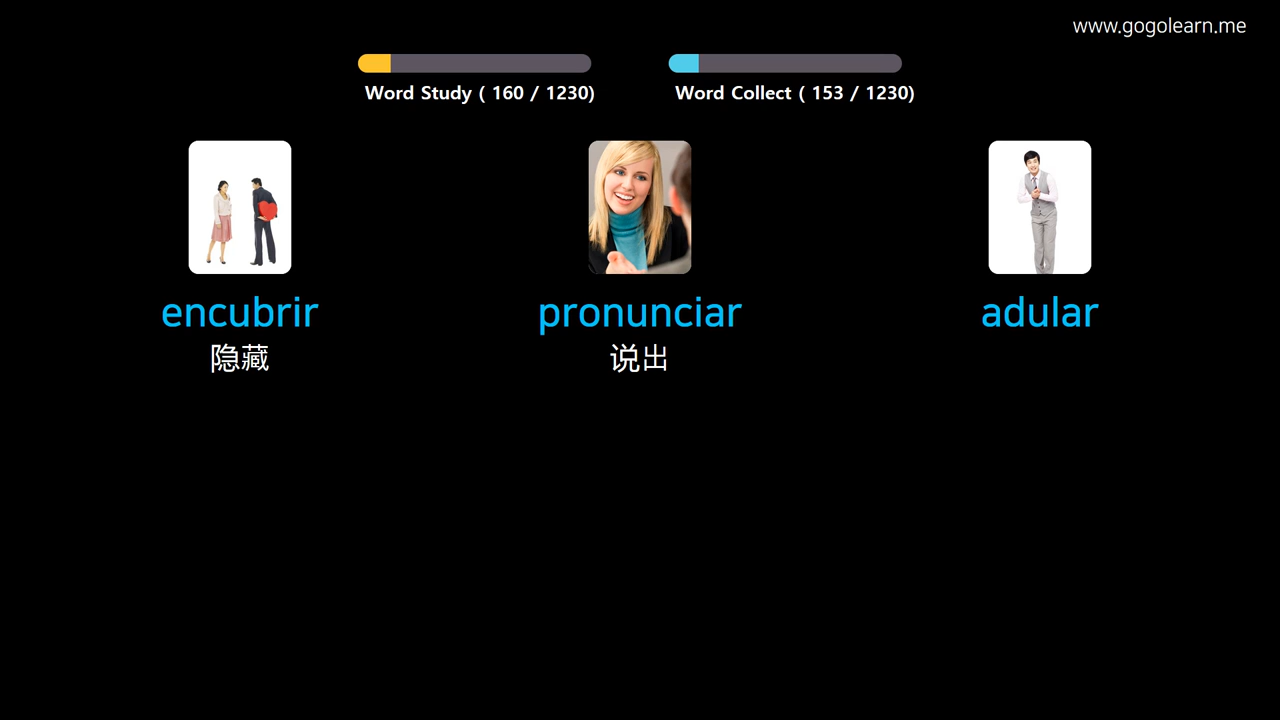 www.gogolearn.me
Word Study ( 160 / 1230)
Word Collect ( 153 / 1230)
encubrir
隐藏
pronunciar
说出
adular